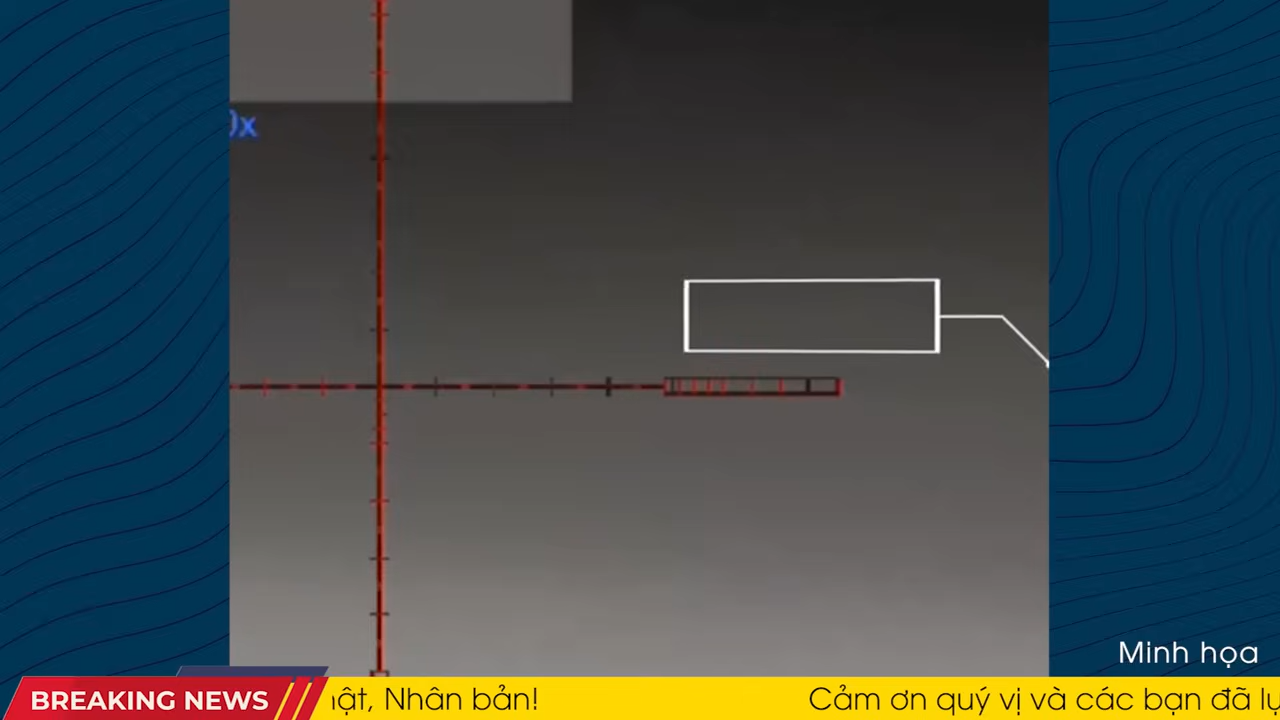 Minh họa
BREAKING NEWS
Nhân bản!
Cảm ơn quý vị và các bạn đã